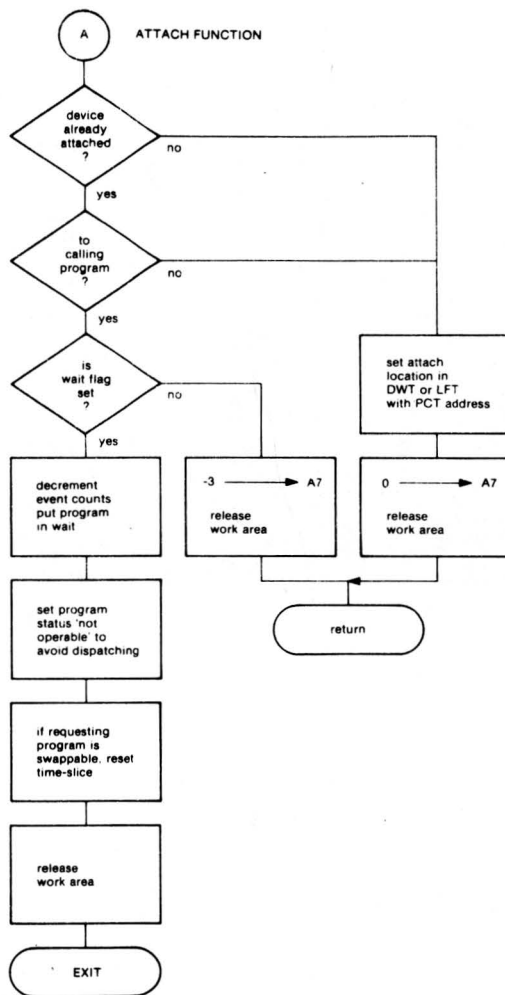 A
ATTACH FUNCTION
device
already
attached
?
no
yes
to
calling
program
?
no
yes
is
wait flag
set
?
no
yes
set attach
location in
DWT or LFT
with PCT address
decrement
event counts
put program
in wait
-3 → A7
release
work area
0 → A7
release
work area
return
set program
status 'not
operable' to
avoid dispatching
if requesting
program is
swappable, reset
time-slice
release
work area
EXIT